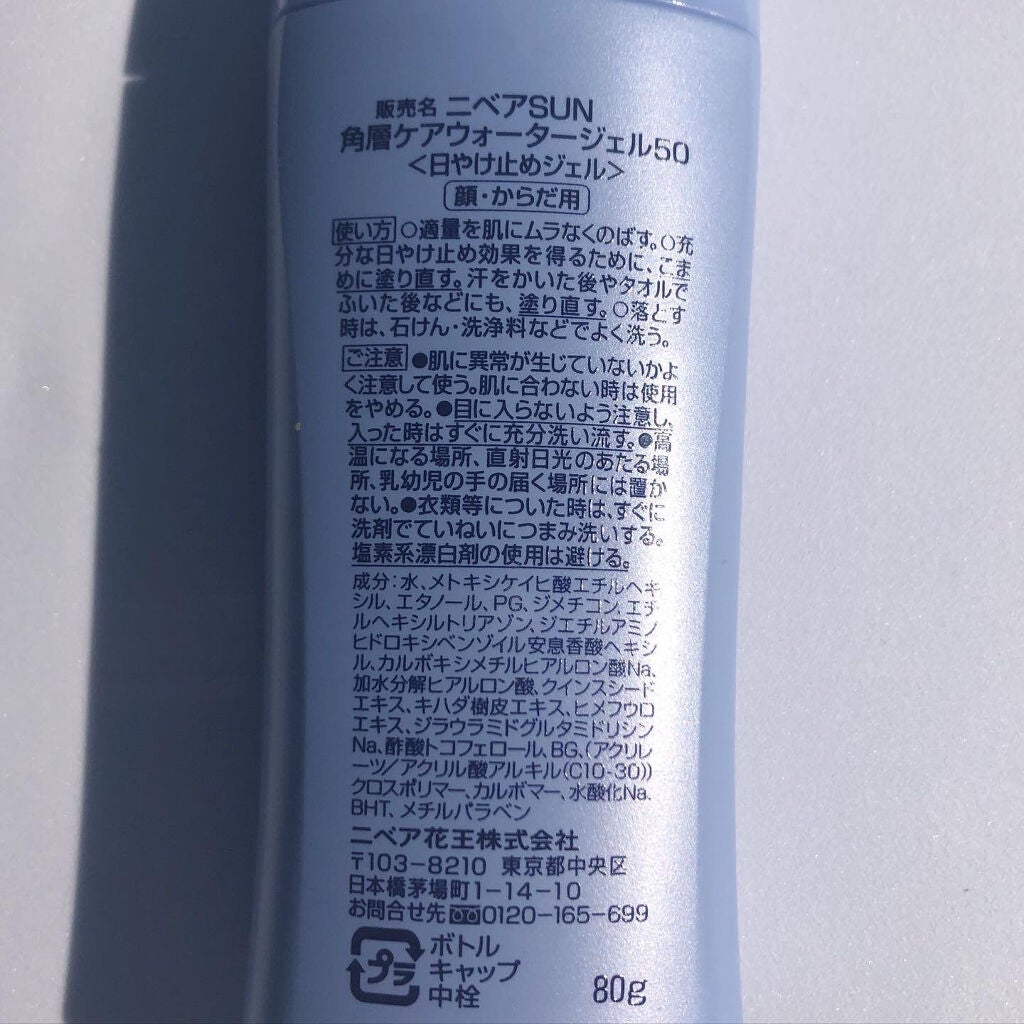 販売名 ニベアSUN
角層ケアウォータージェル50
<日やけ止めジェル>
顔・からだ用
使い方 ○適量を肌にムラなくのばす。○充
分な日やけ止め効果を得るために、こま
めに塗り直す。汗をかいた後やタオルで
ふいた後などにも、塗り直す。○落とす
時は、石けん・洗浄料などでよく洗う。
ご注意 ●肌に異常が生じていないかよ
く注意して使う。肌に合わない時は使用
をやめる。●目に入らないよう注意し、
入った時はすぐに充分洗い流す。●高
温になる場所、直射日光のあたる場
所、乳幼児の手の届く場所には置か
ない。●衣類等についた時は、すぐに
洗剤でていねいにつまみ洗いする。
塩素系漂白剤の使用は避ける。
成分:水、メトキシケイヒ酸エチルヘキ
シル、エタノール、PG、ジメチコン、エチ
ルヘキシルトリアゾン、ジエチルアミノ
ヒドロキシベンゾイル安息香酸ヘキシ
ル、カルボキシメチルヒアルロン酸Na、
加水分解ヒアルロン酸、クインスシード
エキス、キハダ樹皮エキス、ヒメフウロ
エキス、ジラウラミドグルタミドリシン
Na、酢酸トコフェロール、BG、(アクリレ
ーツ/アクリル酸アルキル(C10-30))
クロスポリマー、カルボマー、水酸化Na、
BHT、メチルパラベン
ニベア花王株式会社
〒103-8210 東京都中央区
日本橋茅場町1-14-10
お問合せ先 0120-165-699
プラ ボトル
キャップ
中栓 80g